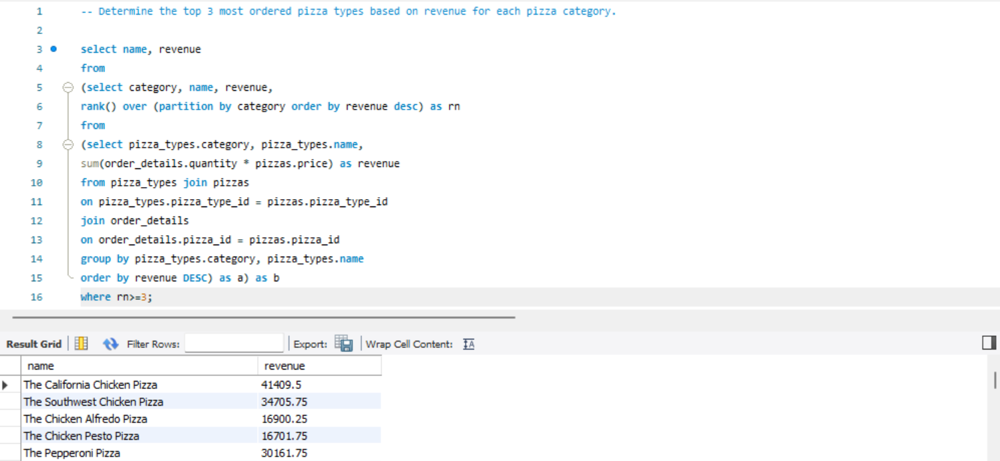 1 -- Determine the top 3 most ordered pizza types based on revenue for each pizza category.
2
3 select name, revenue
4 from
5 (select category, name, revenue,
6 rank() over (partition by category order by revenue desc) as rn
7 from
8 (select pizza_types.category, pizza_types.name,
9 sum(order_details.quantity * pizzas.price) as revenue
10 from pizza_types join pizzas
11 on pizza_types.pizza_type_id = pizzas.pizza_type_id
12 join order_details
13 on order_details.pizza_id = pizzas.pizza_id
14 group by pizza_types.category, pizza_types.name
15 order by revenue DESC) as a) as b
16 where rn>=3;
Result Grid Filter Rows: Export: Wrap Cell Content: IA
name revenue
The California Chicken Pizza 41409.5
The Southwest Chicken Pizza 34705.75
The Chicken Alfredo Pizza 16900.25
The Chicken Pesto Pizza 16701.75
The Pepperoni Pizza 30161.75